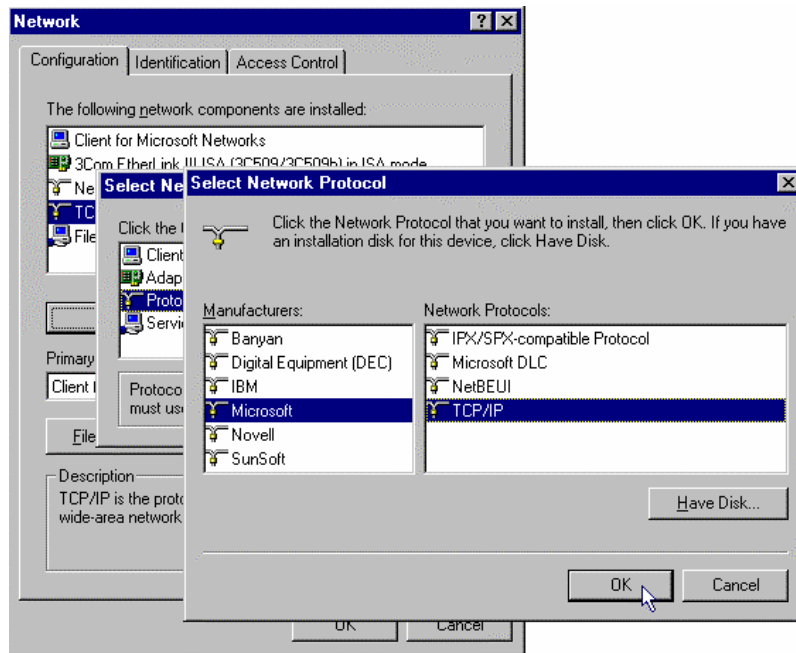 Network
Configuration Identification Access Control
The following network components are installed:
Client for Microsoft Networks
3Com EtherLink III ISA (3C509/3C509b) in ISA mode
Ne
TC
File
Select Ne
Click the
Client
Adap
Proto
Servi
Protoco
must use
Primary
Client
File
Description
TCP/IP is the proto
wide-area network
OK Cancel
Select Network Protocol
Click the Network Protocol that you want to install, then click OK. If you have
an installation disk for this device, click Have Disk.
Manufacturers: Network Protocols:
Banyan IPX/SPX-compatible Protocol
Digital Equipment (DEC) Microsoft DLC
IBM NetBEUI
Microsoft TCP/IP
Novell
SunSoft
Have Disk...
OK Cancel